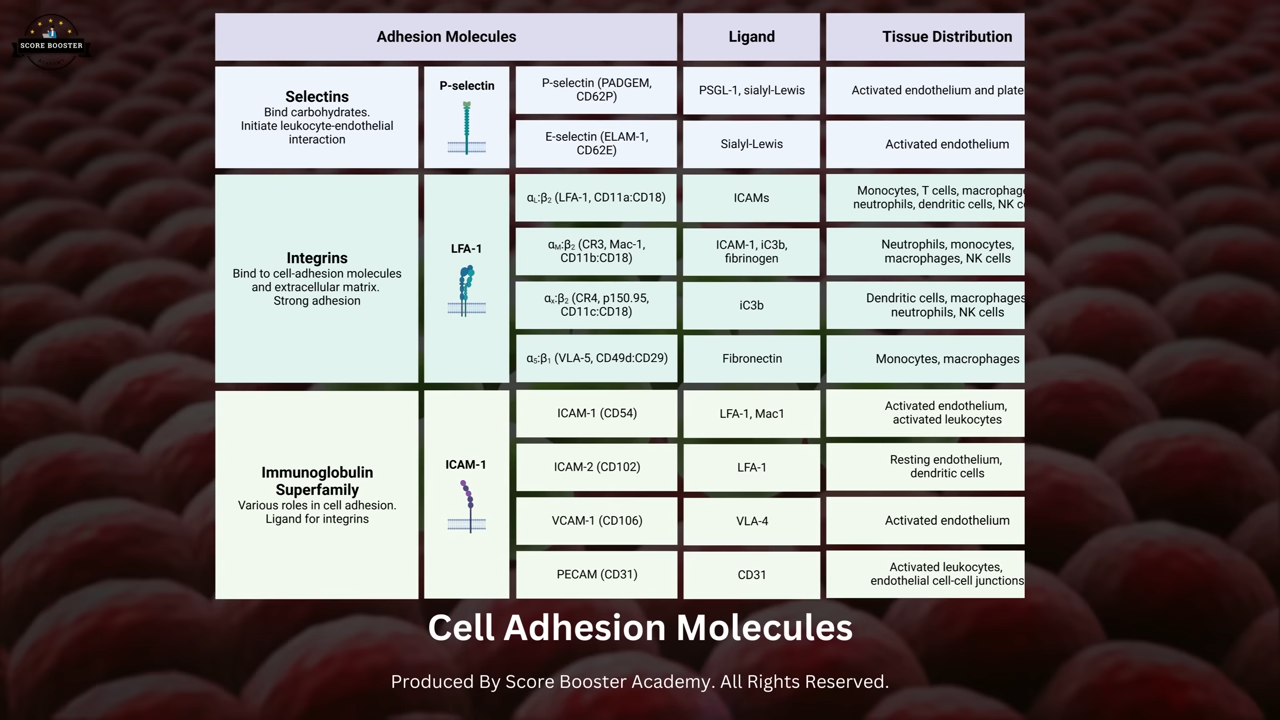 SCORE BOOSTER
ACADEMY
Adhesion Molecules
Ligand
Tissue Distribution
Selectins
Bind carbohydrates.
Initiate leukocyte-endothelial
interaction
P-selectin
P-selectin (PADGEM,
CD62P)
PSGL-1, sialyl-Lewis
Activated endothelium and plate
E-selectin (ELAM-1,
CD62E)
Sialyl-Lewis
Activated endothelium
Integrins
Bind to cell-adhesion molecules
and extracellular matrix.
Strong adhesion
LFA-1
αL:β₂ (LFA-1, CD11a:CD18)
ICAMs
Monocytes, T cells, macrophage
neutrophils, dendritic cells, NK c
αM:β₂ (CR3, Mac-1,
CD11b:CD18)
ICAM-1, iC3b,
fibrinogen
Neutrophils, monocytes,
macrophages, NK cells
αₓ:β₂ (CR4, p150.95,
CD11c:CD18)
iC3b
Dendritic cells, macrophages
neutrophils, NK cells
α₅:β₁ (VLA-5, CD49d:CD29)
Fibronectin
Monocytes, macrophages
Immunoglobulin
Superfamily
Various roles in cell adhesion.
Ligand for integrins
ICAM-1
ICAM-1 (CD54)
LFA-1, Mac1
Activated endothelium,
activated leukocytes
ICAM-2 (CD102)
LFA-1
Resting endothelium,
dendritic cells
VCAM-1 (CD106)
VLA-4
Activated endothelium
PECAM (CD31)
CD31
Activated leukocytes,
endothelial cell-cell junctions
Cell Adhesion Molecules
Produced By Score Booster Academy. All Rights Reserved.